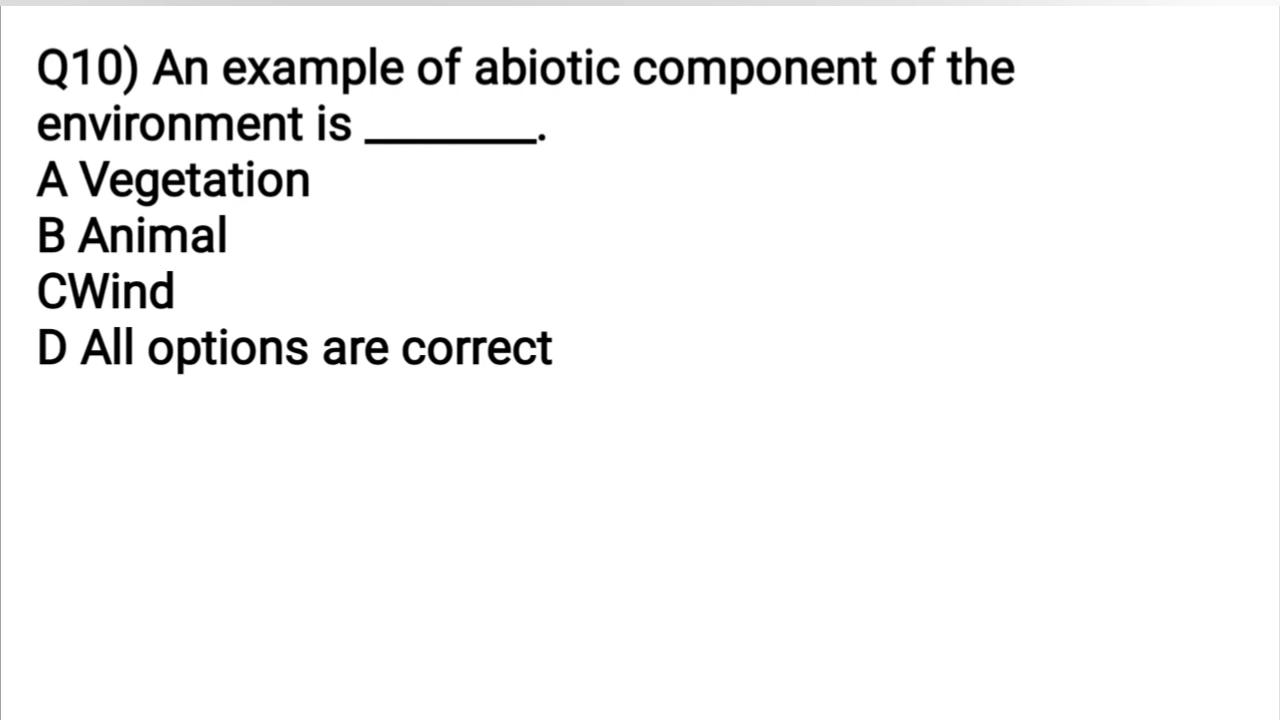 Q10) An example of abiotic component of the
environment is _______.
A Vegetation
B Animal
CWind
D All options are correct